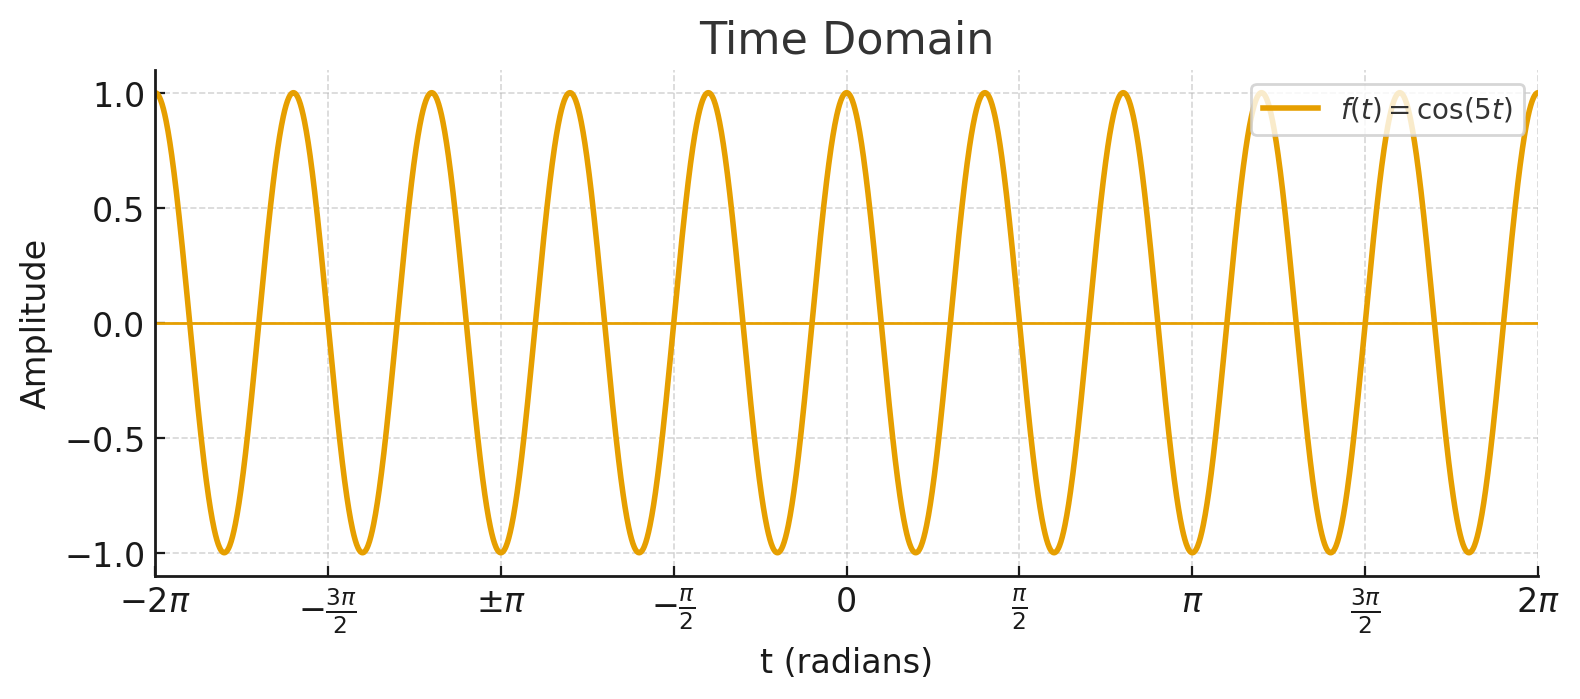 Time Domain
f(t) = cos(5t)
Amplitude
1.0
0.5
0.0
−0.5
−1.0
−2π
−3π/2
±π
−π/2
0
π/2
π
3π/2
2π
t (radians)